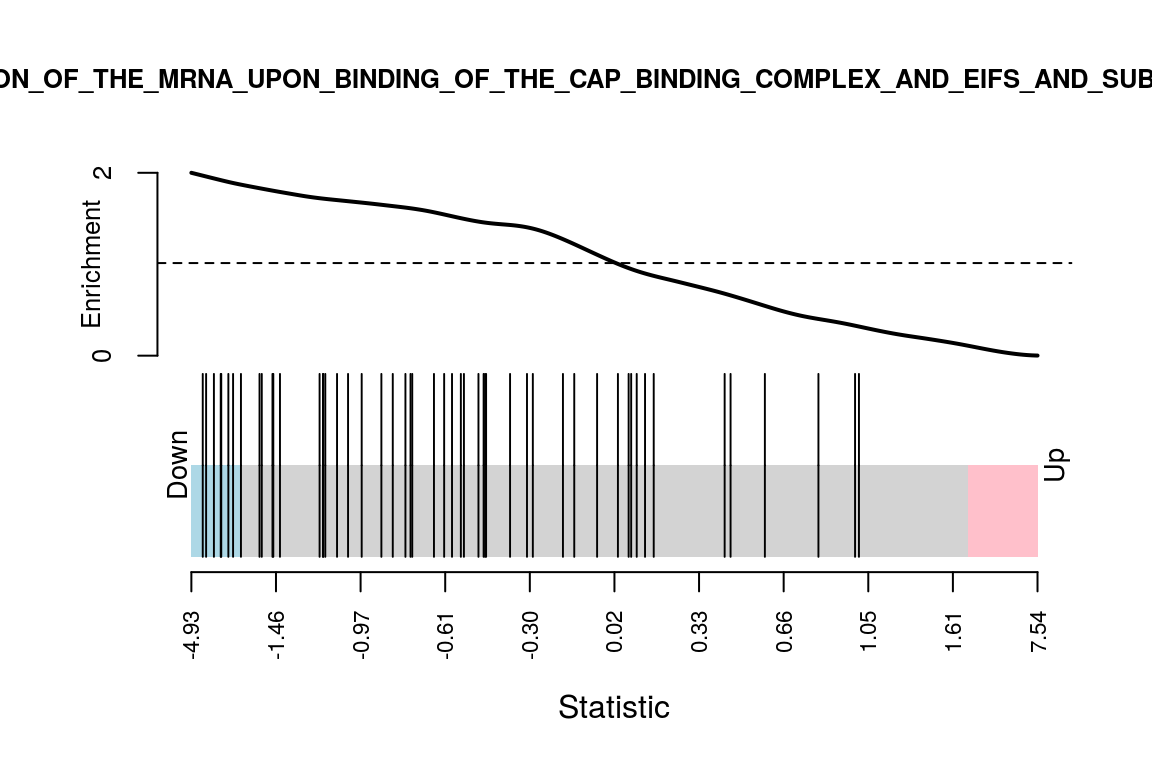 ON_OF_THE_MRNA_UPON_BINDING_OF_THE_CAP_BINDING_COMPLEX_AND_EIFS_AND_SUB
2
Enrichment
0
Down
Up
-4.93 -1.46 -0.97 -0.61 -0.30 0.02 0.33 0.66 1.05 1.61 7.54
Statistic